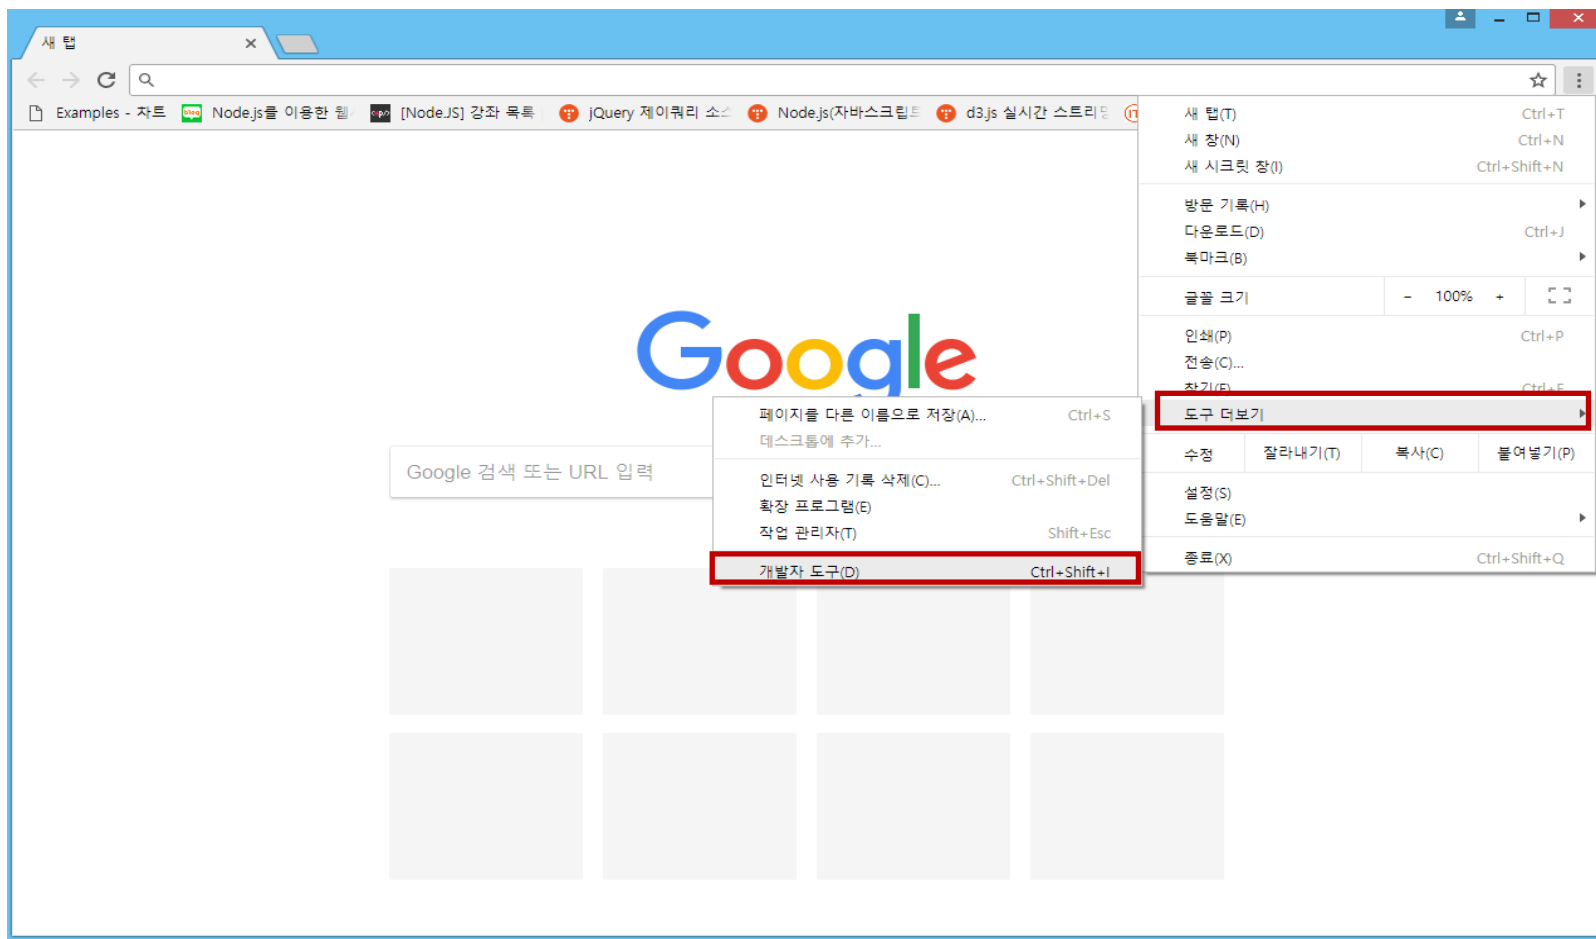 새 탭
Examples - 차트
Node.js를 이용한 웹
[Node.JS] 강좌 목록
jQuery 제이쿼리 소스
Node.js(자바스크립트
d3.js 실시간 스트리밍
새 탭(T) Ctrl+T
새 창(N) Ctrl+N
새 시크릿 창(I) Ctrl+Shift+N
방문 기록(H)
다운로드(D) Ctrl+J
북마크(B)
글꼴 크기 - 100% +
인쇄(P) Ctrl+P
전송(C)...
찾기(F) Ctrl+F
도구 더보기
수정 잘라내기(T) 복사(C) 붙여넣기(P)
설정(S)
도움말(E)
종료(X) Ctrl+Shift+Q
Google
페이지를 다른 이름으로 저장(A)... Ctrl+S
데스크톱에 추가...
인터넷 사용 기록 삭제(C)... Ctrl+Shift+Del
확장 프로그램(E)
작업 관리자(T) Shift+Esc
개발자 도구(D) Ctrl+Shift+I
Google 검색 또는 URL 입력